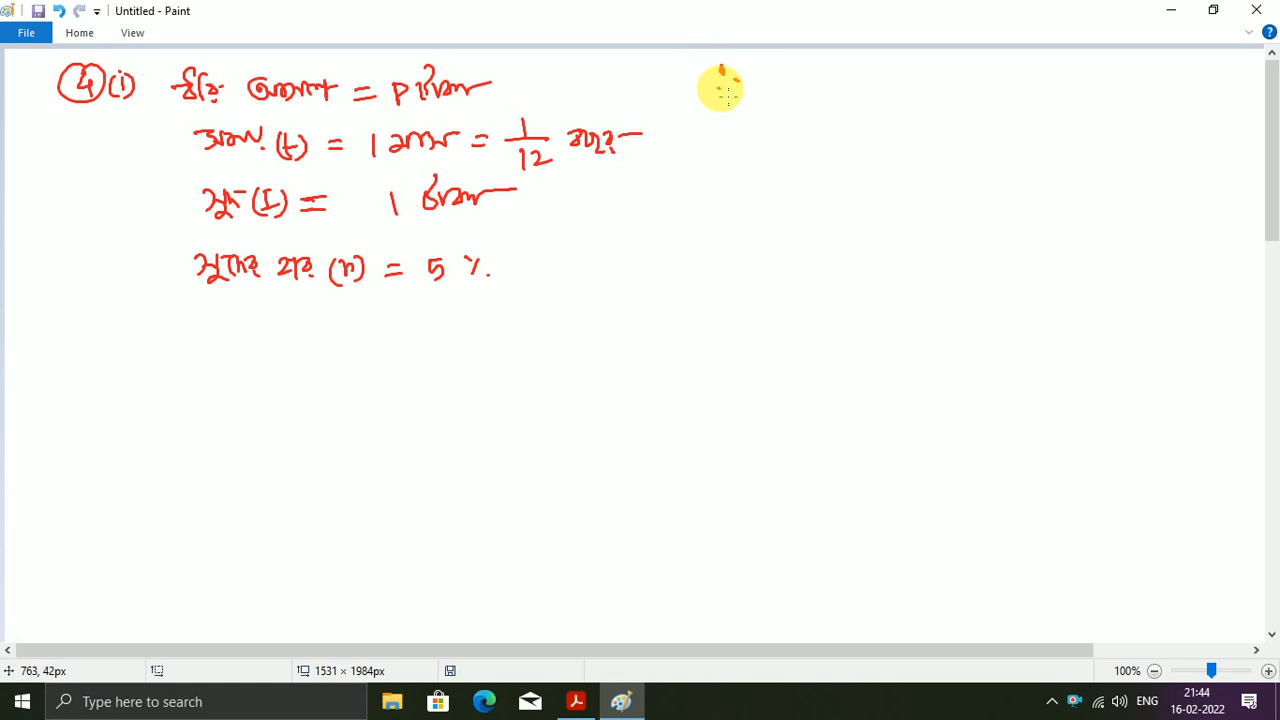 Untitled - Paint
File Home View
4 (i) ধরি আসল = P টাকা
সময় (t) = 1 মাস = 1/12 বছর
সুদ (I) = 1 টাকা
সুদের হার (r) = 5 %.
763, 42px 1531 × 1984px 100%
Type here to search ENG 21:44
16-02-2022